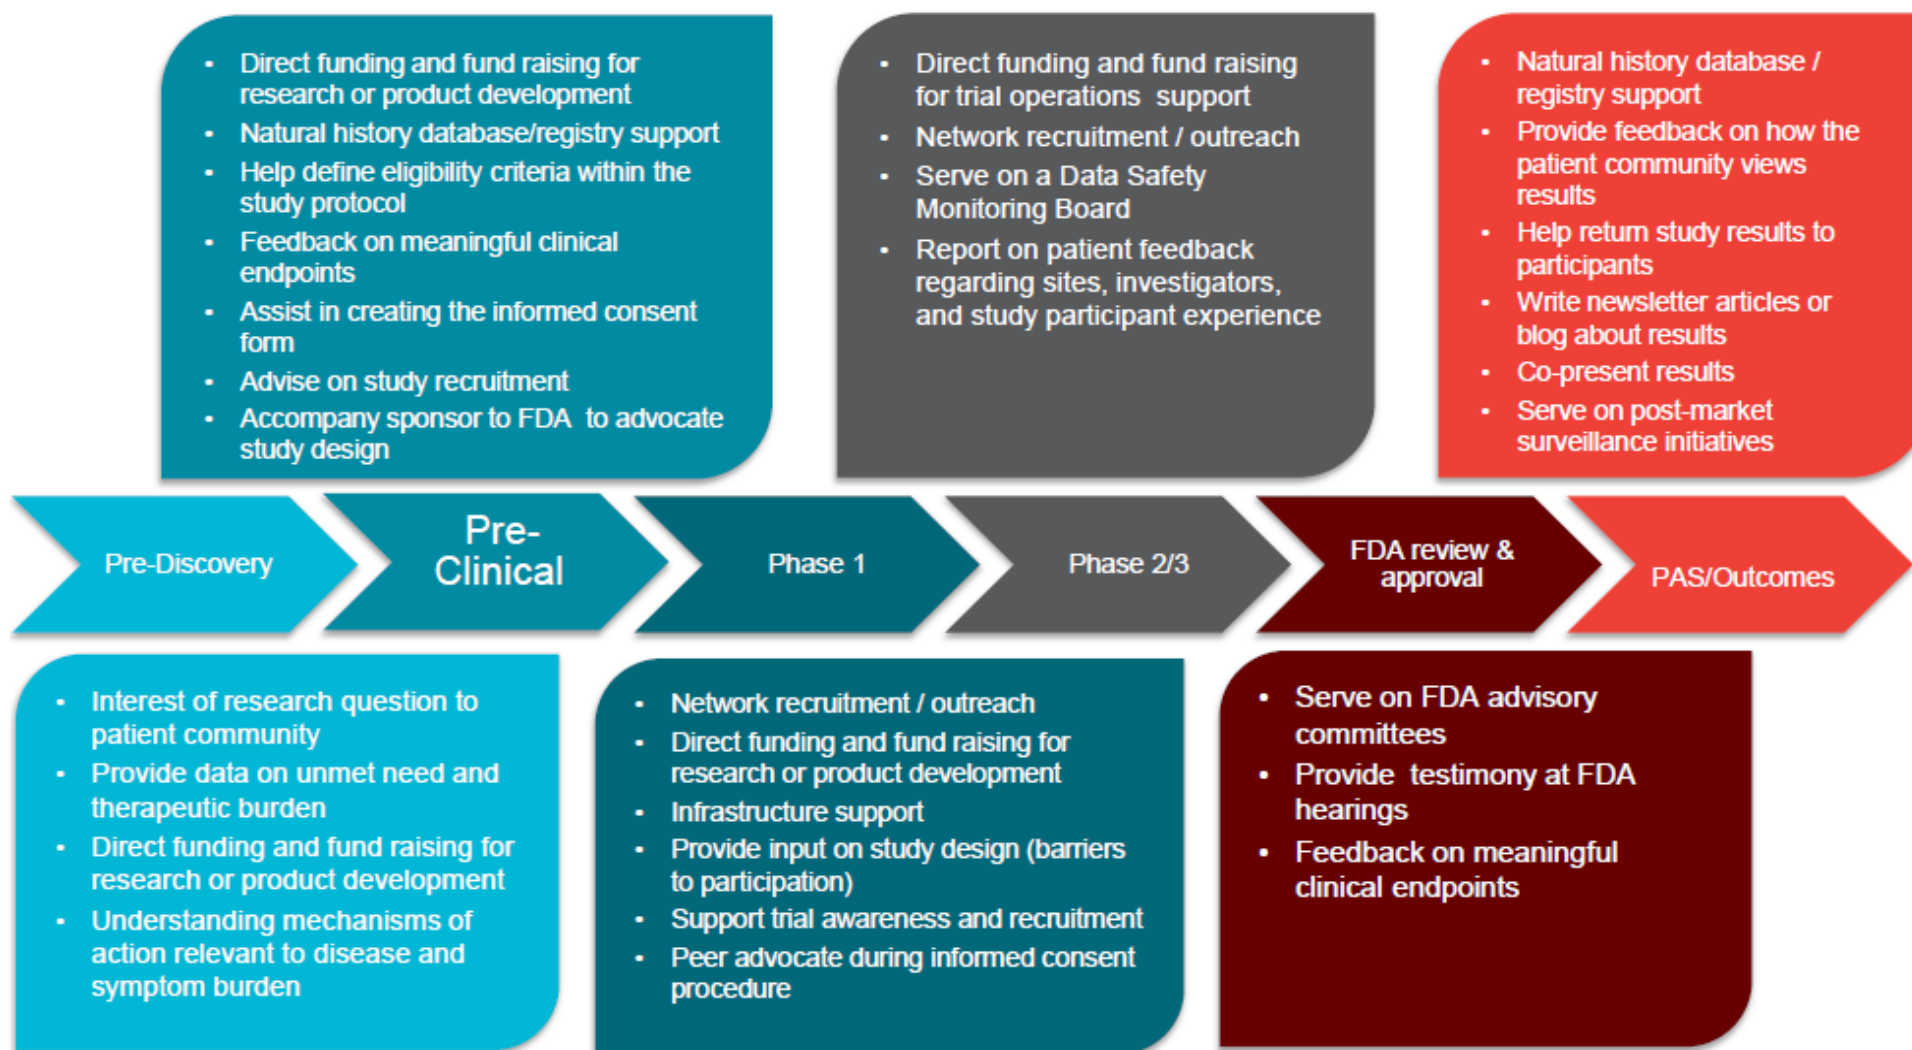 • Direct funding and fund raising for
research or product development
• Natural history database/registry support
• Help define eligibility criteria within the
study protocol
• Feedback on meaningful clinical
endpoints
• Assist in creating the informed consent
form
• Advise on study recruitment
• Accompany sponsor to FDA to advocate
study design
• Direct funding and fund raising
for trial operations support
• Network recruitment / outreach
• Serve on a Data Safety
Monitoring Board
• Report on patient feedback
regarding sites, investigators,
and study participant experience
• Natural history database /
registry support
• Provide feedback on how the
patient community views
results
• Help return study results to
participants
• Write newsletter articles or
blog about results
• Co-present results
• Serve on post-market
surveillance initiatives
Pre-Discovery
Pre-
Clinical
Phase 1
Phase 2/3
FDA review &
approval
PAS/Outcomes
• Interest of research question to
patient community
• Provide data on unmet need and
therapeutic burden
• Direct funding and fund raising for
research or product development
• Understanding mechanisms of
action relevant to disease and
symptom burden
• Network recruitment / outreach
• Direct funding and fund raising for
research or product development
• Infrastructure support
• Provide input on study design (barriers
to participation)
• Support trial awareness and recruitment
• Peer advocate during informed consent
procedure
• Serve on FDA advisory
committees
• Provide testimony at FDA
hearings
• Feedback on meaningful
clinical endpoints